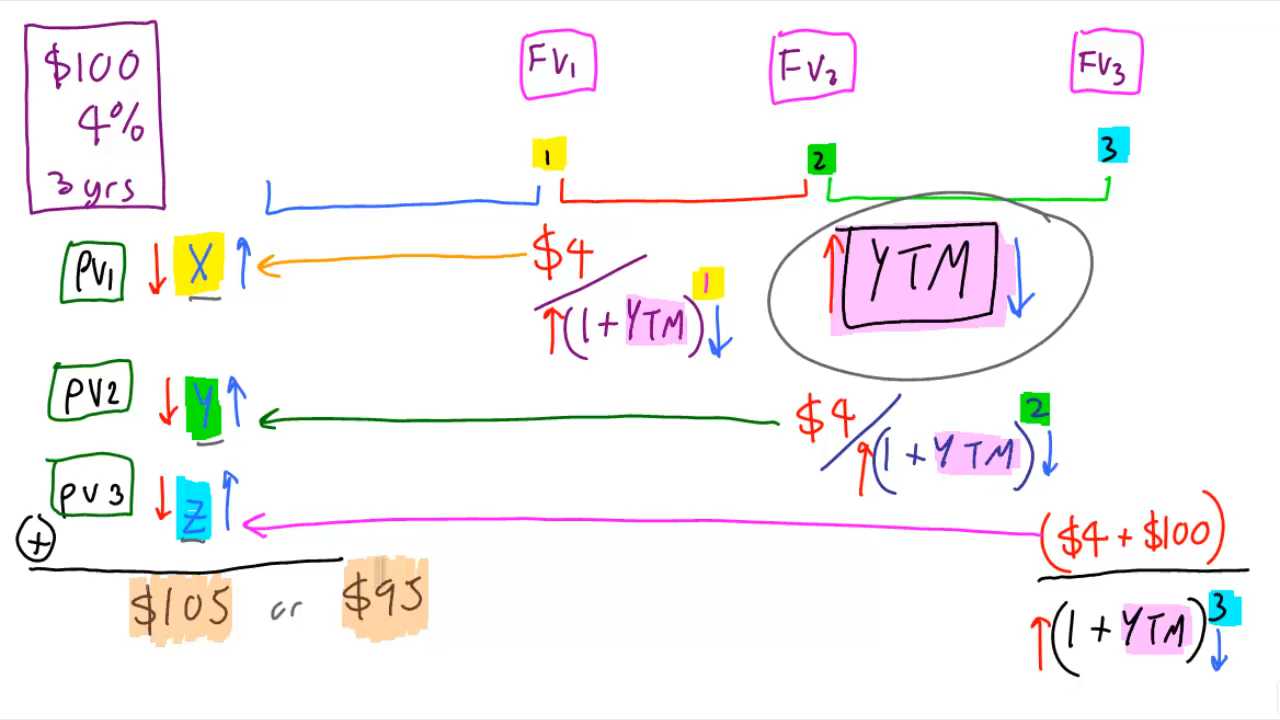 $100
4%
3 yrs
FV1
FV2
FV3
1
2
3
PV1
X
$4
(1 + YTM)1
YTM
PV2
Y
$4
(1 + YTM)2
PV3
Z
($4 + $100)
(1 + YTM)3
+
$105 or $95